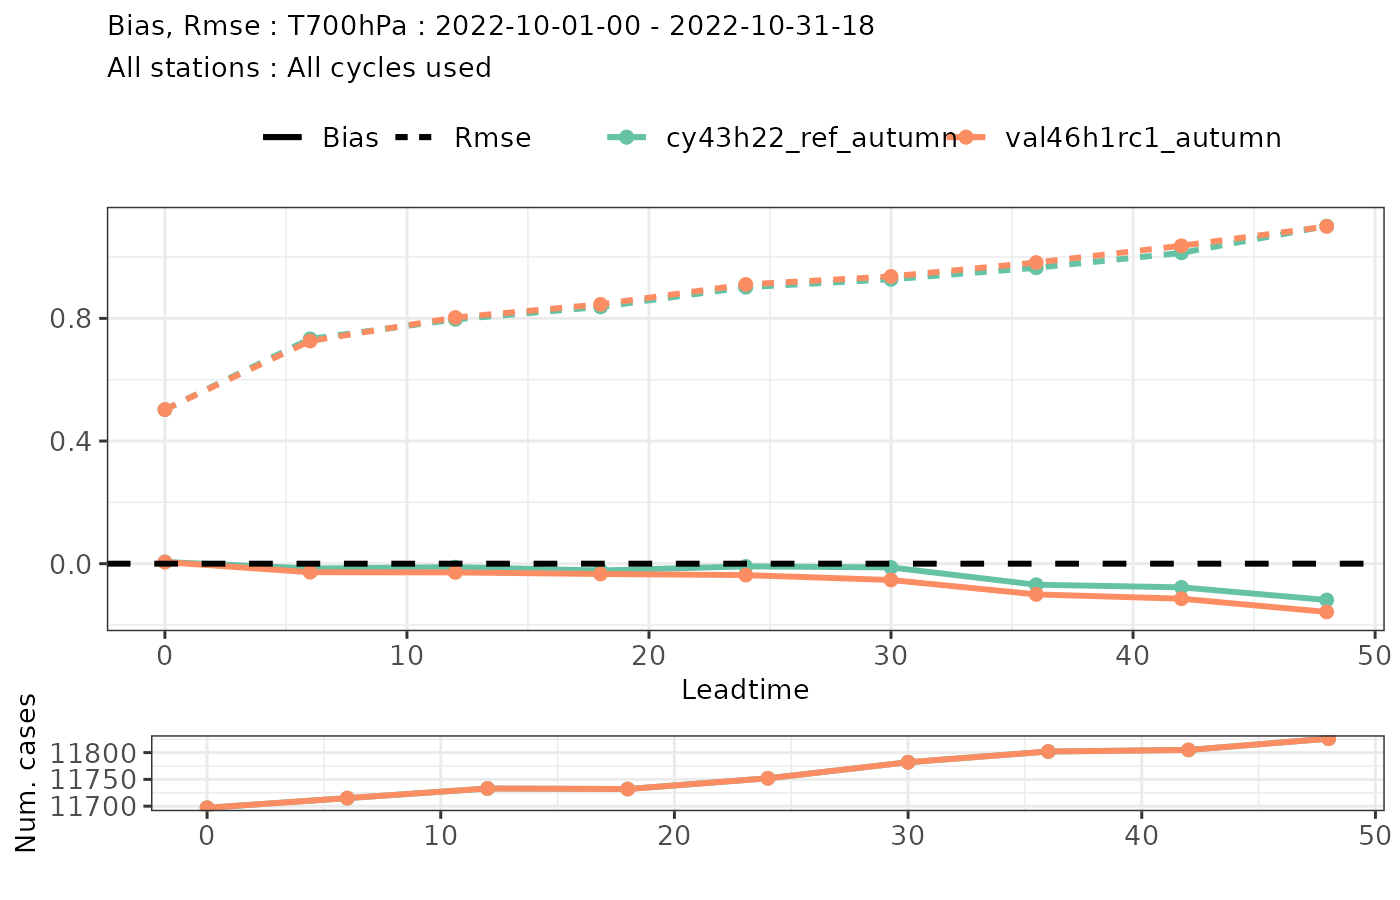 Bias, Rmse : T700hPa : 2022-10-01-00 - 2022-10-31-18
All stations : All cycles used
Bias Rmse cy43h22_ref_autumn val46h1rc1_autumn
0.8
0.4
0.0
0 10 20 30 40 50
Leadtime
Num. cases
11800
11750
11700
0 10 20 30 40 50